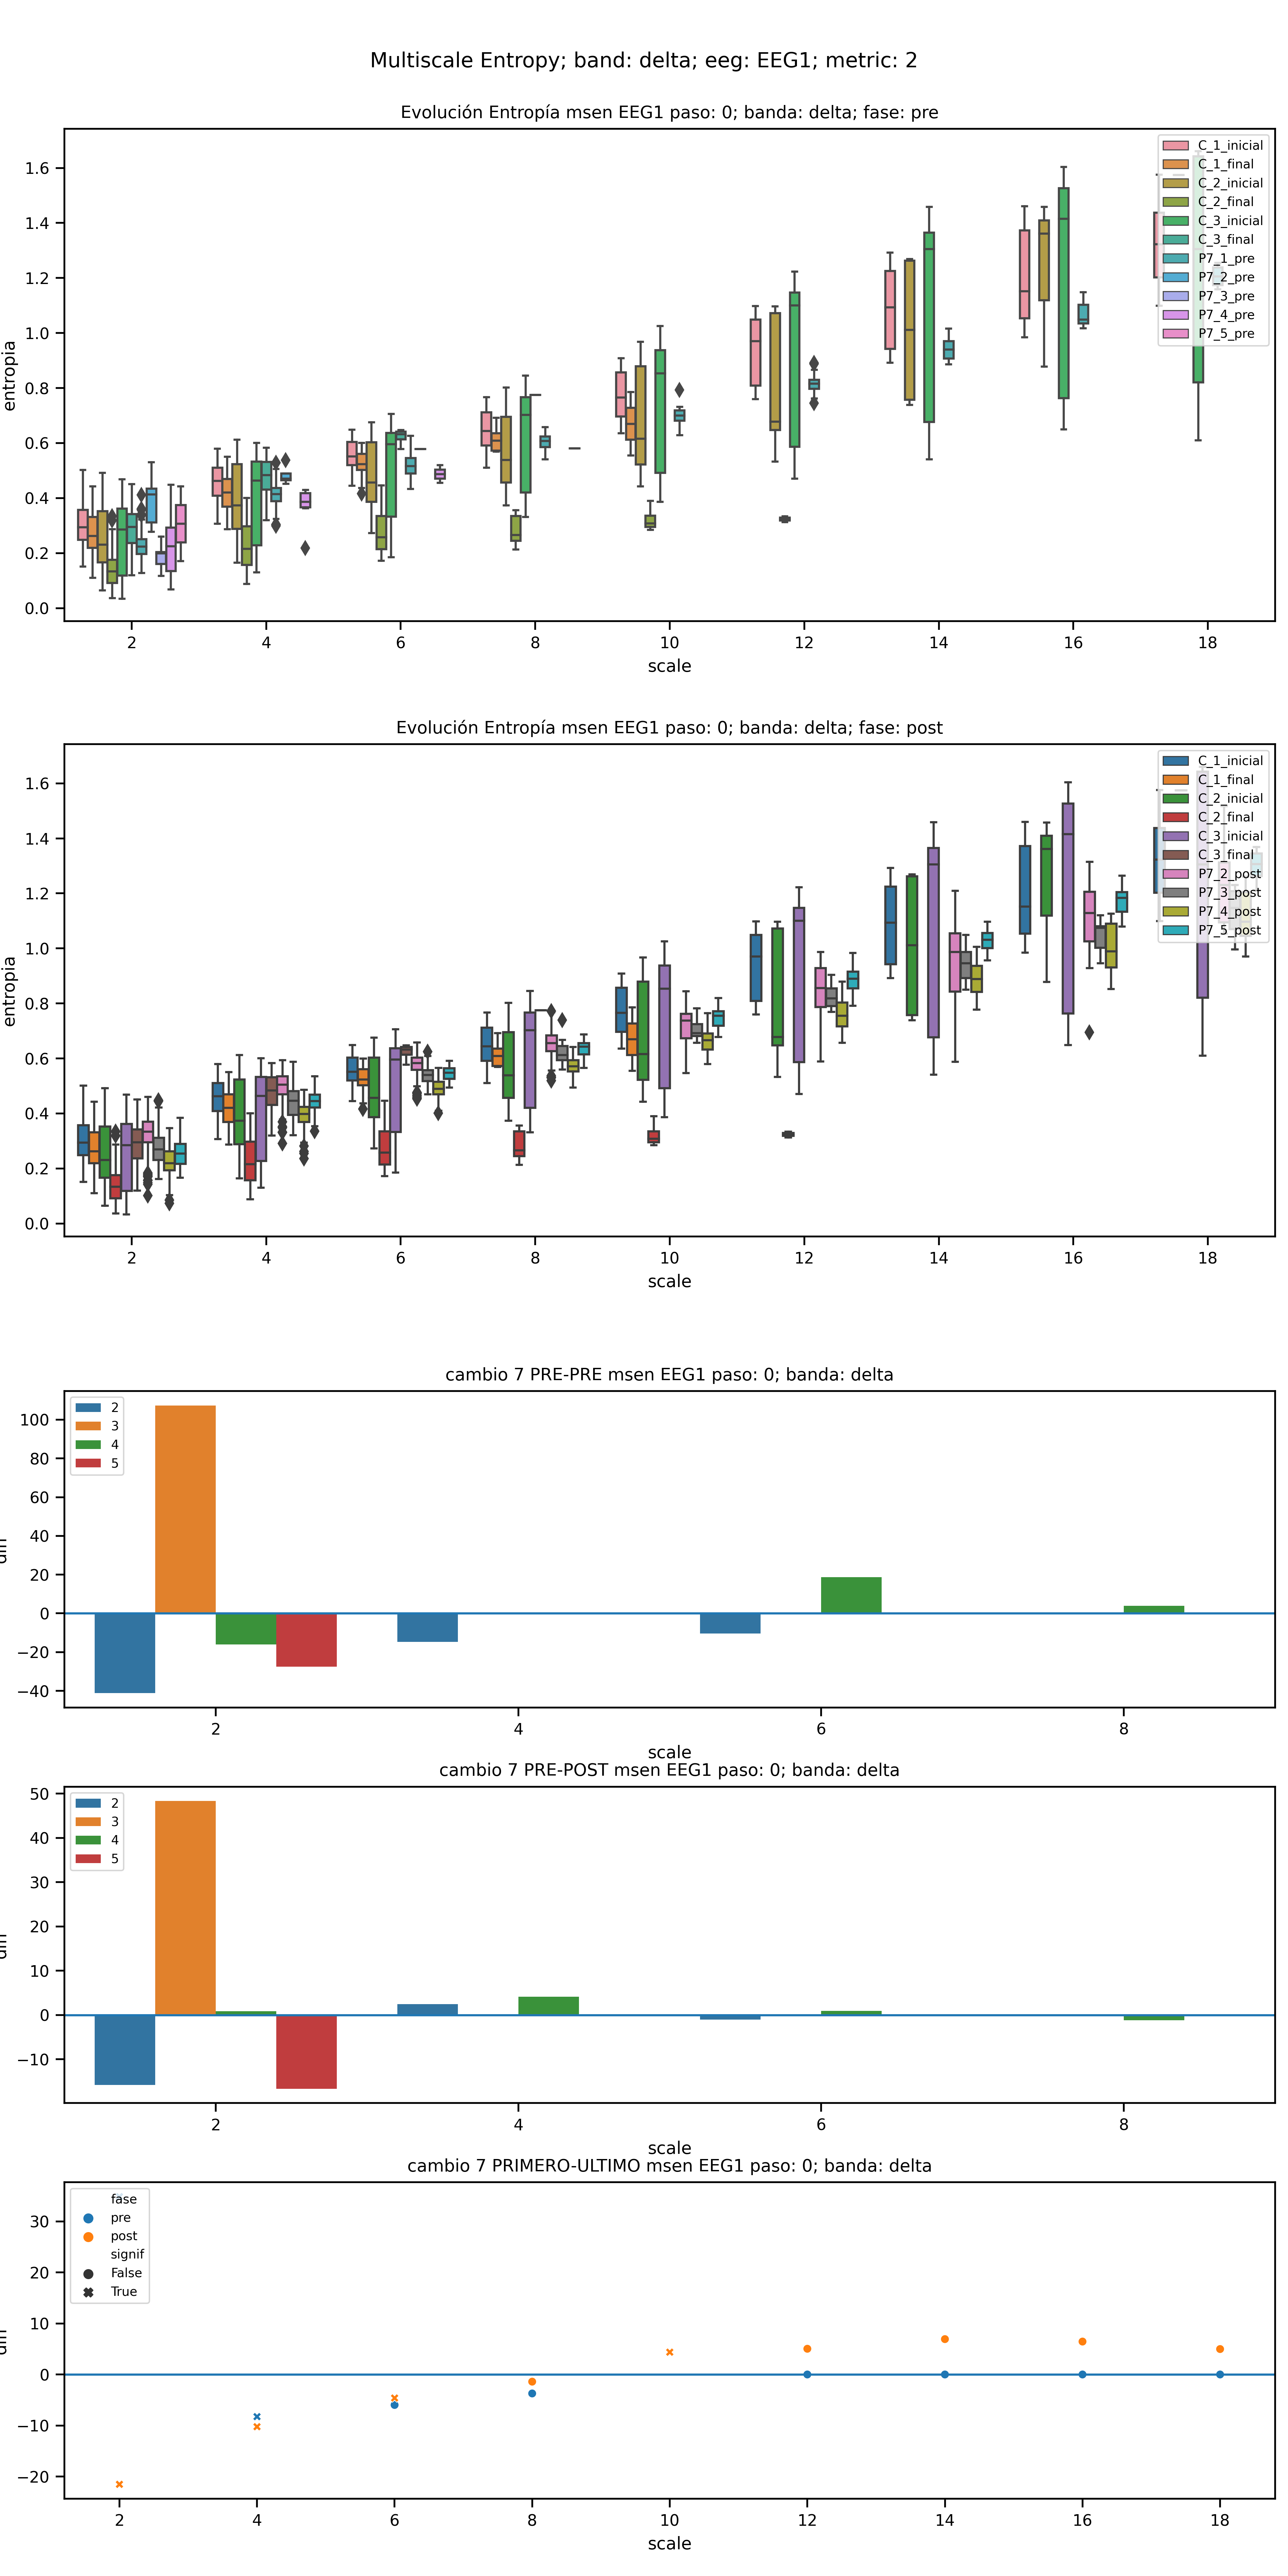 Multiscale Entropy; band: delta; eeg: EEG1; metric: 2
Evolución Entropía msen EEG1 paso: 0; banda: delta; fase: pre
C_1_inicial
C_1_final
C_2_inicial
C_2_final
C_3_inicial
C_3_final
P7_1_pre
P7_2_pre
P7_3_pre
P7_4_pre
P7_5_pre
1.6
1.4
1.2
1.0
0.8
0.6
0.4
0.2
0.0
entropia
2 4 6 8 10 12 14 16 18
scale
Evolución Entropía msen EEG1 paso: 0; banda: delta; fase: post
C_1_inicial
C_1_final
C_2_inicial
C_2_final
C_3_inicial
C_3_final
P7_2_post
P7_3_post
P7_4_post
P7_5_post
1.6
1.4
1.2
1.0
0.8
0.6
0.4
0.2
0.0
entropia
2 4 6 8 10 12 14 16 18
scale
cambio 7 PRE-PRE msen EEG1 paso: 0; banda: delta
2
3
4
5
100
80
60
40
20
0
−20
−40
2 4 6 8
scale
cambio 7 PRE-POST msen EEG1 paso: 0; banda: delta
2
3
4
5
50
40
30
20
10
0
−10
2 4 6 8
scale
cambio 7 PRIMERO-ULTIMO msen EEG1 paso: 0; banda: delta
fase
pre
post
signif
False
True
30
20
10
0
−10
−20
2 4 6 8 10 12 14 16 18
scale